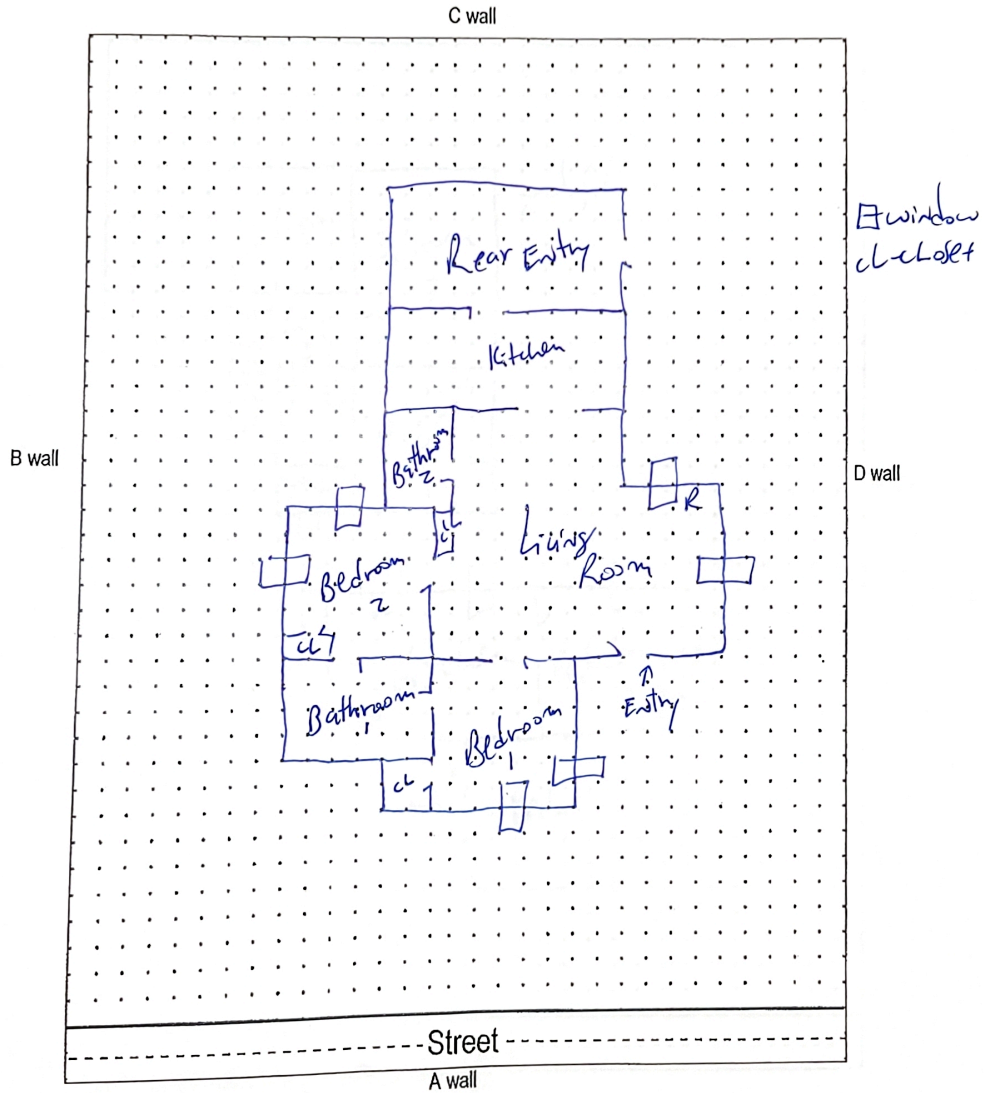 C wall
window
cL-cLoset
Rear Entry
Kitchen
B wall
D wall
Bathroom
2
R
cL
Living
Room
Bedroom
2
cL
Entry
Bathroom
1
Bedroom
1
cL
Street
A wall